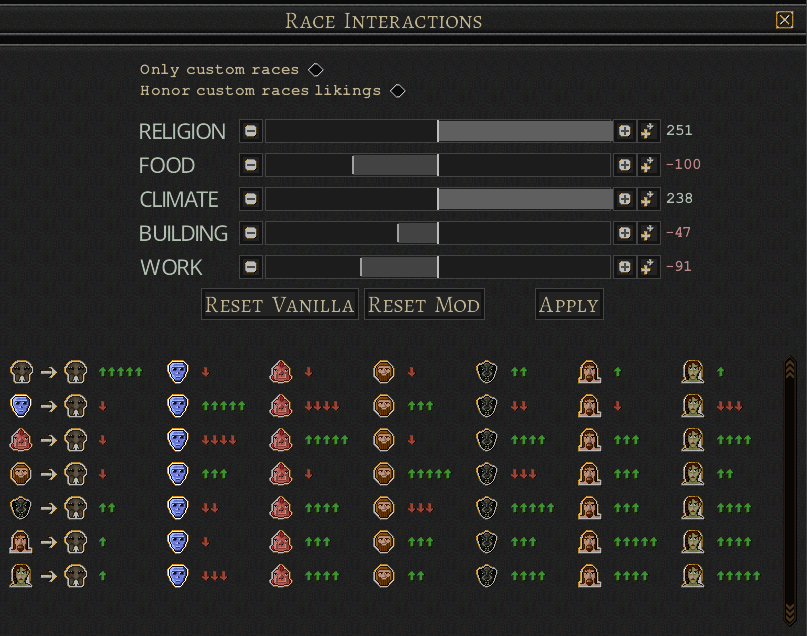 Race Interactions
Only custom races
Honor custom races likings
RELIGION 251
FOOD -100
CLIMATE 238
BUILDING -47
WORK -91
Reset Vanilla Reset Mod Apply